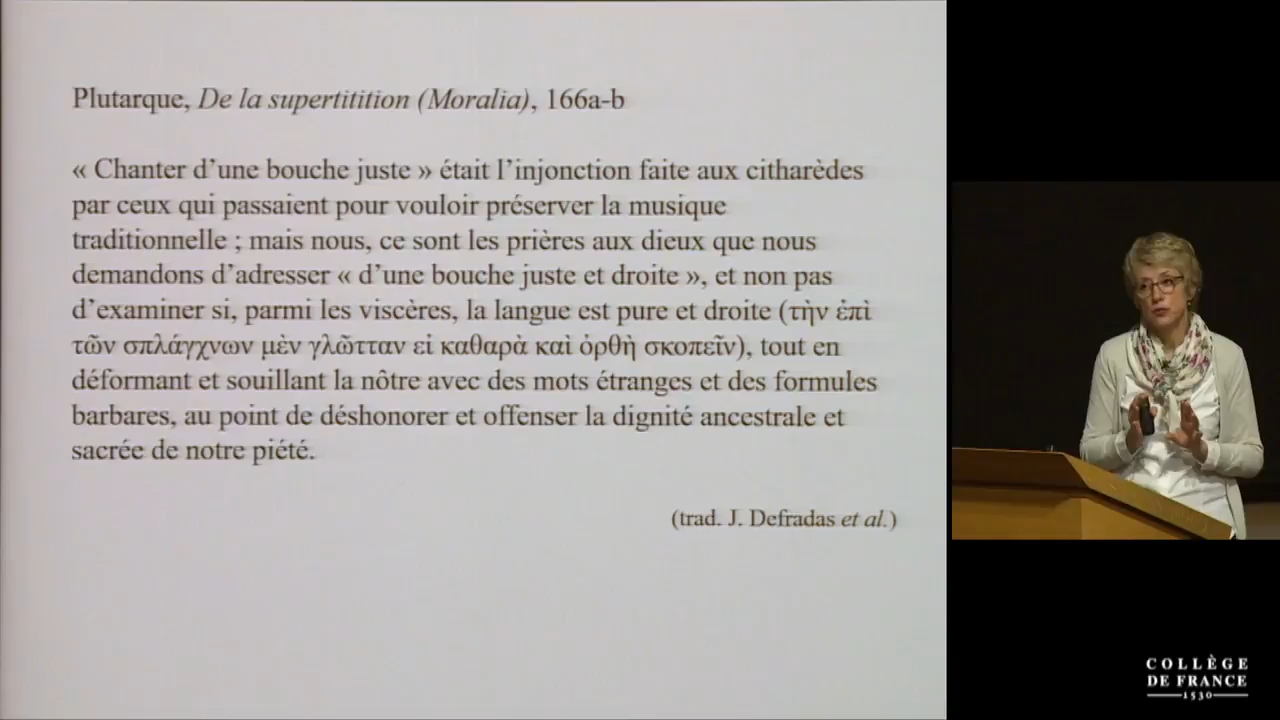 Plutarque, De la supertitition (Moralia), 166a-b
« Chanter d’une bouche juste » était l’injonction faite aux citharèdes
par ceux qui passaient pour vouloir préserver la musique
traditionnelle ; mais nous, ce sont les prières aux dieux que nous
demandons d’adresser « d’une bouche juste et droite », et non pas
d’examiner si, parmi les viscères, la langue est pure et droite (τὴν ἐπὶ
τῶν σπλάγχνων μὲν γλῶτταν εἰ καθαρὰ καὶ ὀρθὴ σκοπεῖν), tout en
déformant et souillant la nôtre avec des mots étranges et des formules
barbares, au point de déshonorer et offenser la dignité ancestrale et
sacrée de notre piété.
(trad. J. Defradas et al.)
COLLÈGE
DE FRANCE
1530